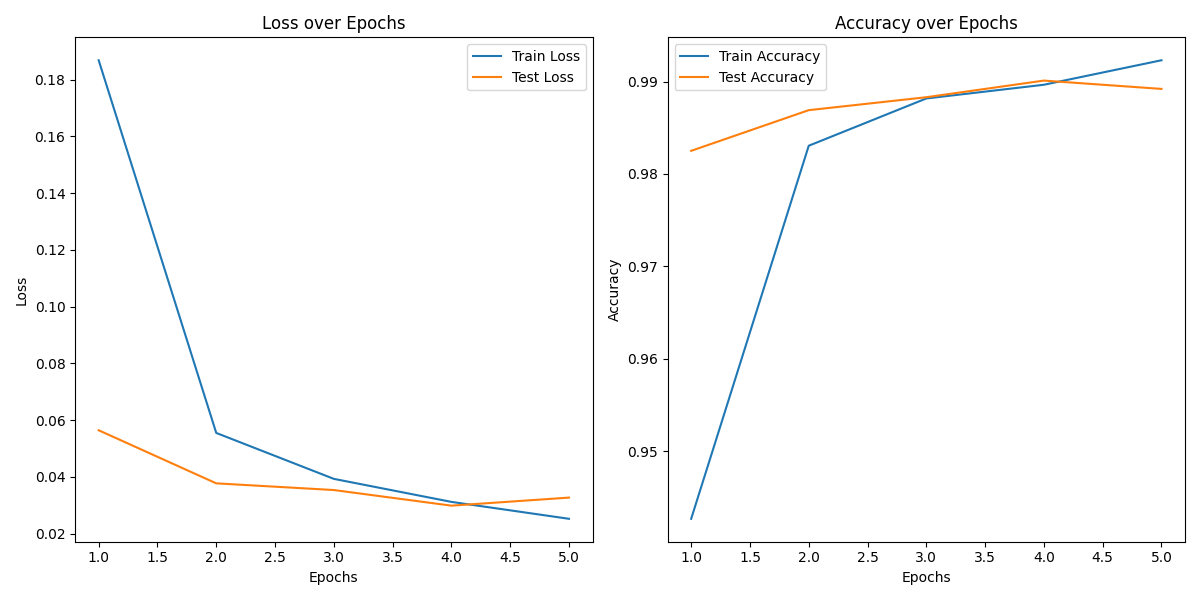 Loss over Epochs
Train Loss
Test Loss
0.18
0.16
0.14
0.12
0.10
0.08
0.06
0.04
0.02
Loss
1.0 1.5 2.0 2.5 3.0 3.5 4.0 4.5 5.0
Epochs
Accuracy over Epochs
Train Accuracy
Test Accuracy
0.99
0.98
0.97
0.96
0.95
Accuracy
1.0 1.5 2.0 2.5 3.0 3.5 4.0 4.5 5.0
Epochs